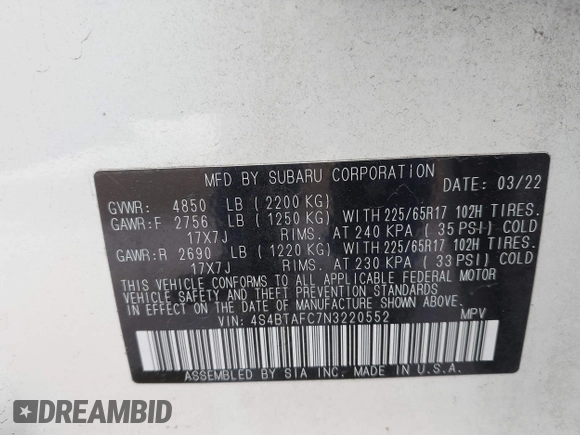 MFD BY SUBARU CORPORATION
DATE: 03/22
GVWR: 4850 LB (2200 KG)
GAWR:F 2756 LB (1250 KG) WITH 225/65R17 102H TIRES.
17X7J RIMS. AT 240 KPA (35 PSI) COLD
GAWR:R 2690 LB (1220 KG) WITH 225/65R17 102H TIRES.
17X7J RIMS. AT 230 KPA (33 PSI) COLD
THIS VEHICLE CONFORMS TO ALL APPLICABLE FEDERAL MOTOR
VEHICLE SAFETY AND THEFT PREVENTION STANDARDS
IN EFFECT ON THE DATE OF MANUFACTURE SHOWN ABOVE.
VIN: 4S4BTAFC7N3220552 MPV
ASSEMBLED BY SIA INC. MADE IN U.S.A.
DREAMBID